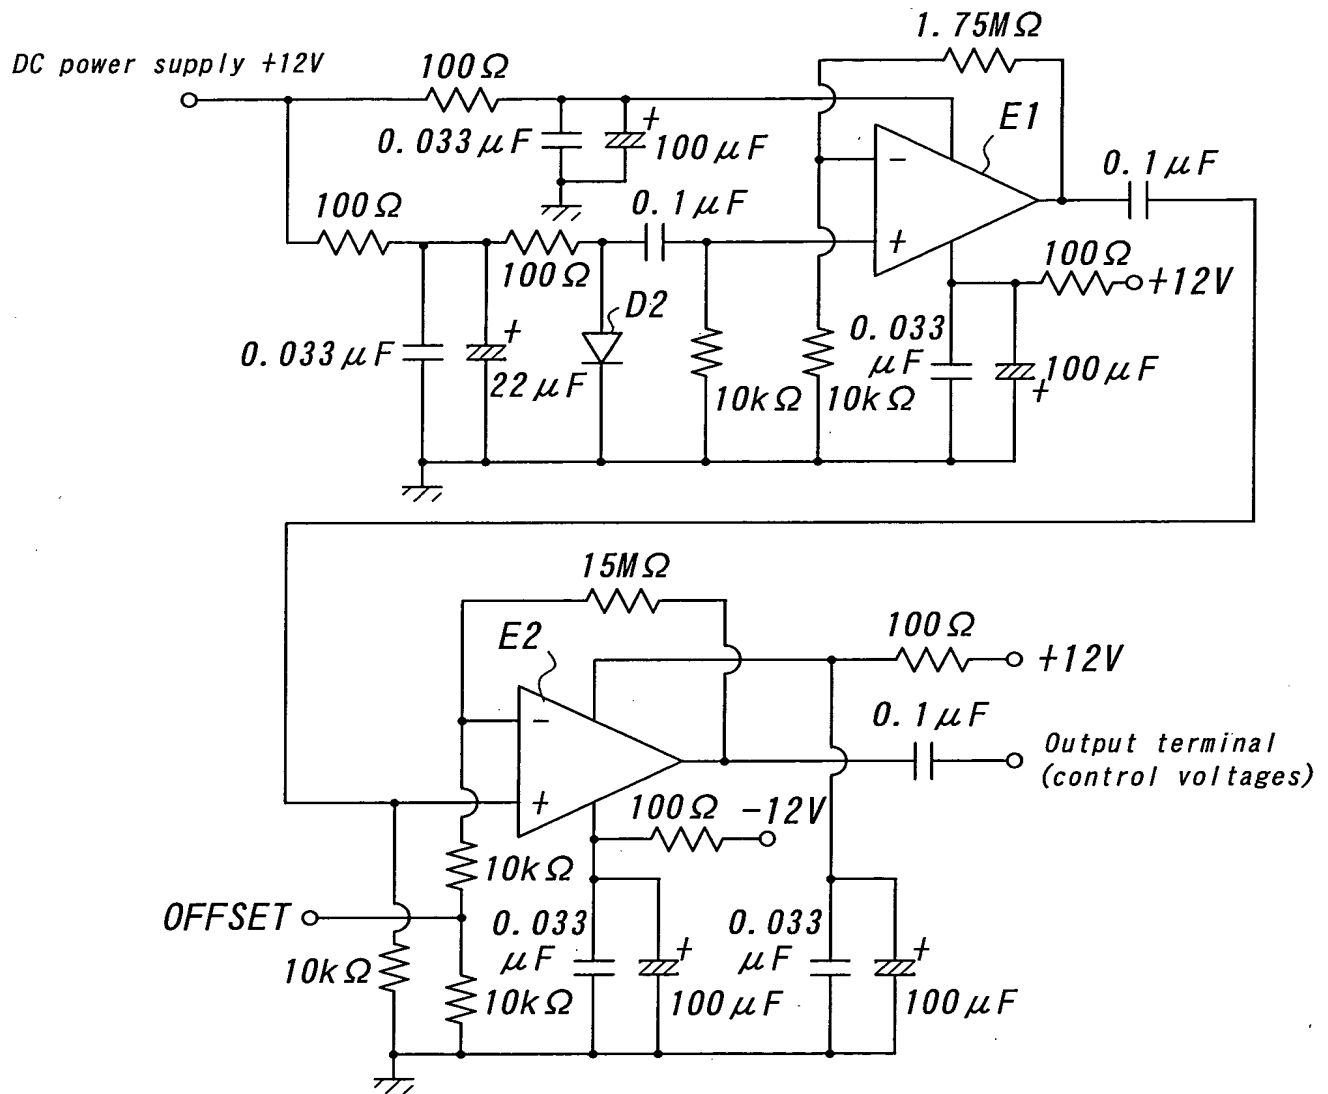 1.75MΩ
DC power supply +12V
100Ω
E1
+
0.033μF
100μF
0.1μF
−
100Ω
0.1μF
+
100Ω
100Ω
+12V
D2
0.033μF
+
22μF
10kΩ
10kΩ
0.033
μF
+
100μF
15MΩ
E2
100Ω
+12V
0.1μF
−
Output terminal
(control voltages)
+
100Ω
-12V
10kΩ
OFFSET
0.033
μF
+
100μF
0.033
μF
+
100μF
10kΩ
10kΩ